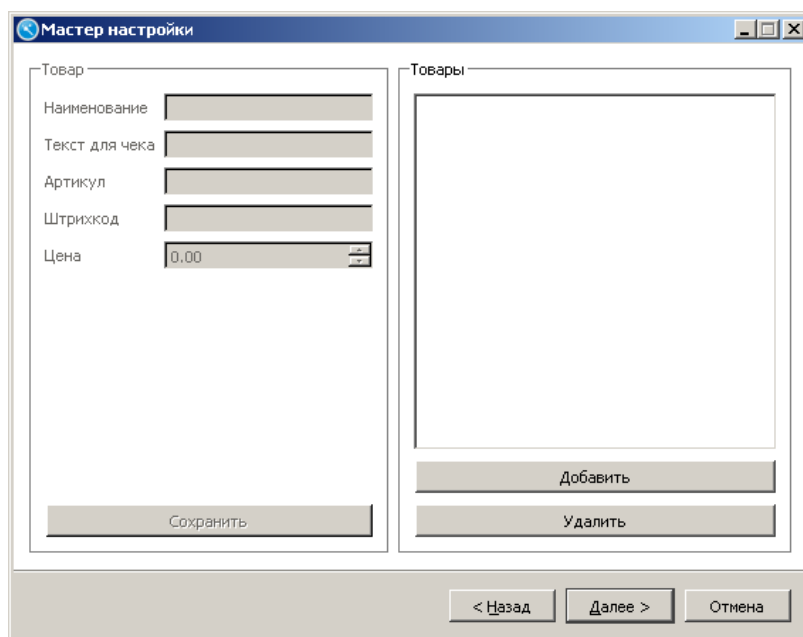 Мастер настройки
Товар
Наименование
Текст для чека
Артикул
Штрихкод
Цена 0.00
Сохранить
Товары
Добавить
Удалить
< Назад Далее > Отмена